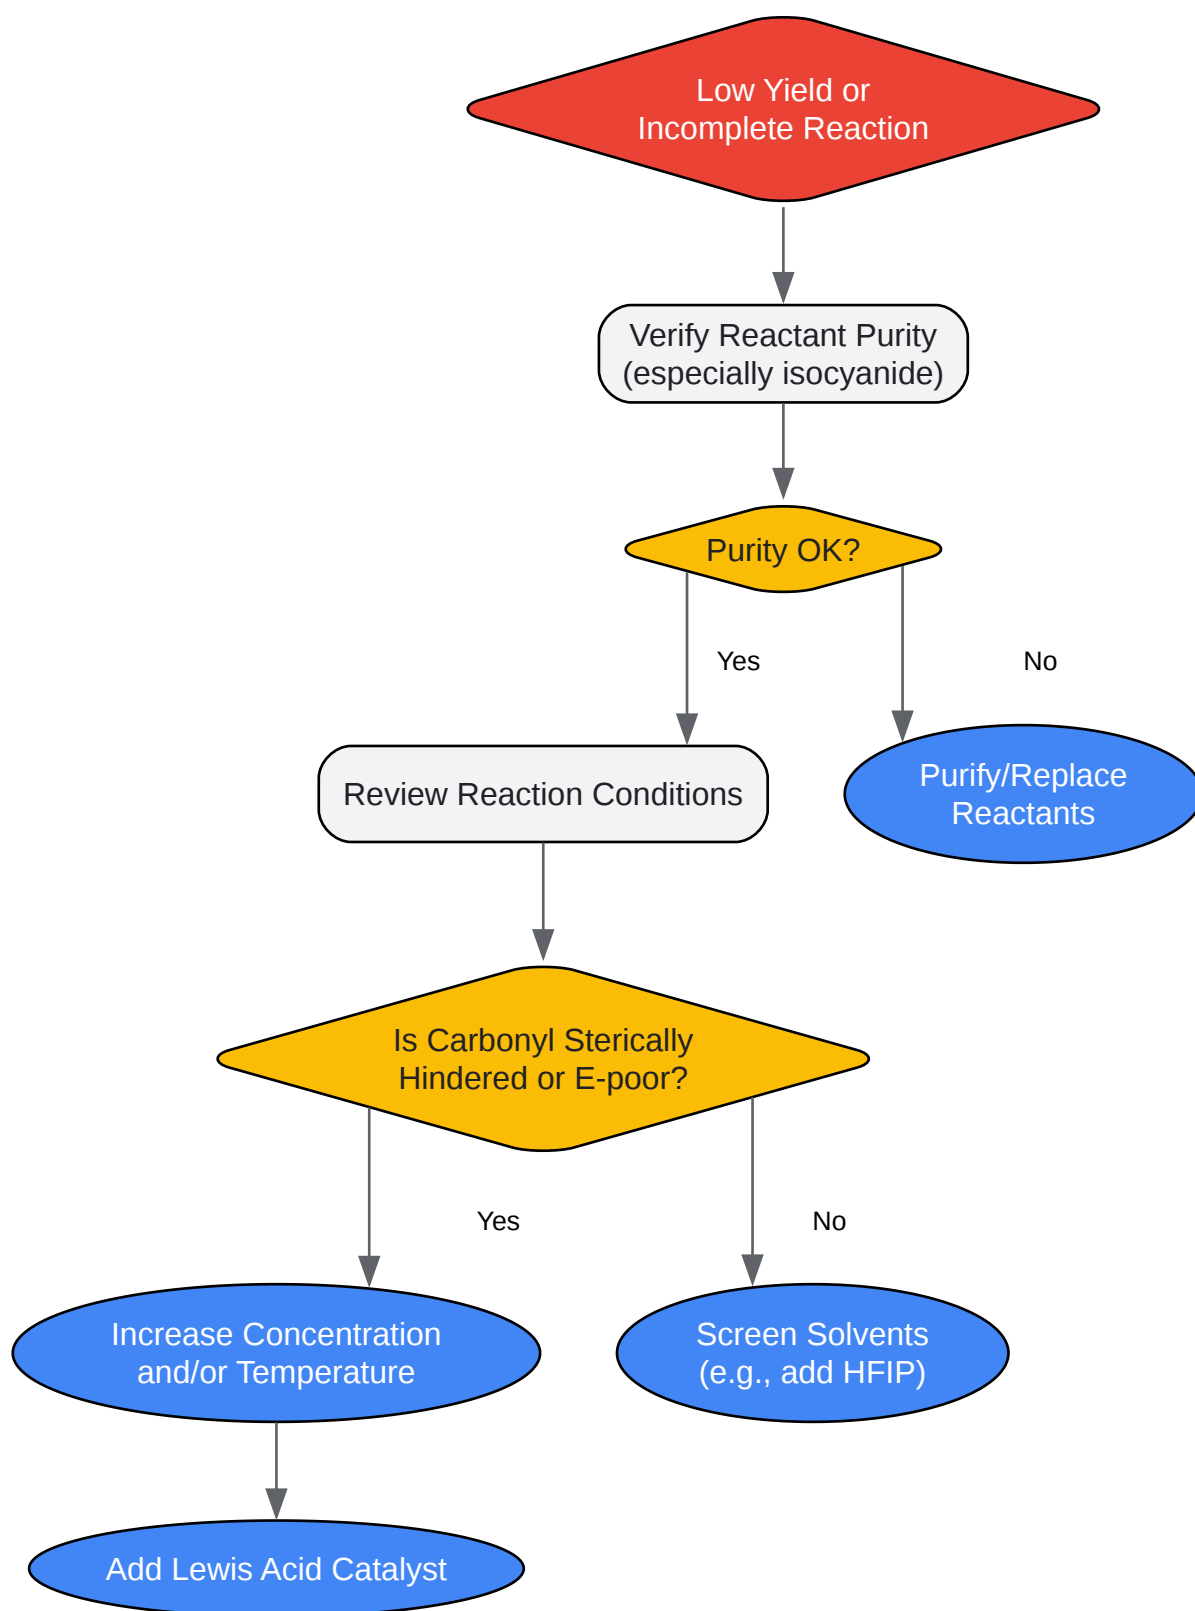 Low Yield or
Incomplete Reaction
Verify Reactant Purity
(especially isocyanide)
Purity OK?
Yes
No
Review Reaction Conditions
Purify/Replace
Reactants
Is Carbonyl Sterically
Hindered or E-poor?
Yes
No
Increase Concentration
and/or Temperature
Screen Solvents
(e.g., add HFIP)
Add Lewis Acid Catalyst